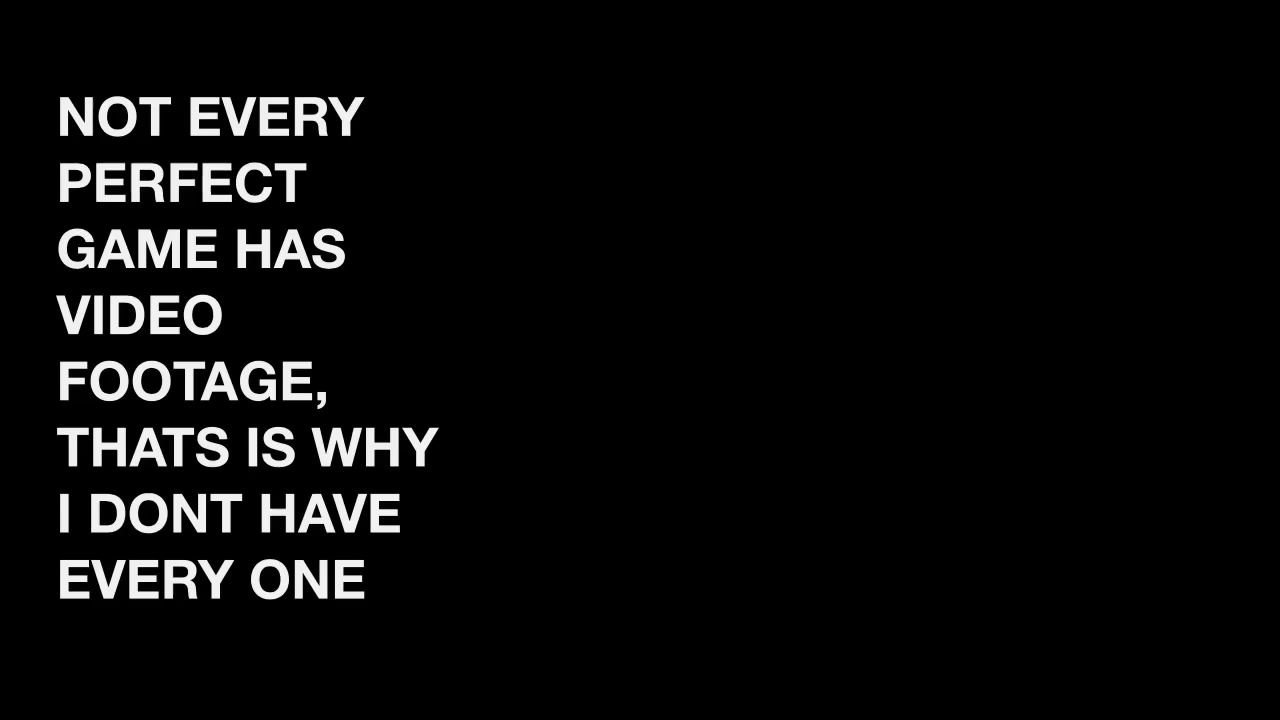 NOT EVERY
PERFECT
GAME HAS
VIDEO
FOOTAGE,
THATS IS WHY
I DONT HAVE
EVERY ONE